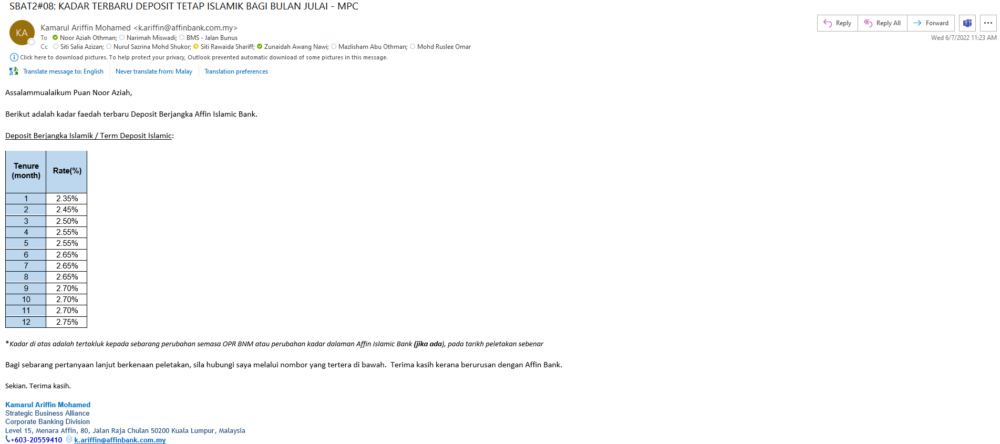 SBAT2#08: KADAR TERBARU DEPOSIT TETAP ISLAMIK BAGI BULAN JULAI - MPC
KA
Kamarul Ariffin Mohamed <k.ariffin@affinbank.com.my>
To Noor Aziah Othman; Narimah Miswadi; BMS - Jalan Bunus
Cc Siti Salia Azizan; Nurul Sazrina Mohd Shukor; Siti Rawaida Shariff; Zunaidah Awang Nawi; Mazlisham Abu Othman; Mohd Ruslee Omar
Reply Reply All Forward
Wed 6/7/2022 11:23 AM
Click here to download pictures. To help protect your privacy, Outlook prevented automatic download of some pictures in this message.
Translate message to: English Never translate from: Malay Translation preferences
Assalammualaikum Puan Noor Aziah,
Berikut adalah kadar faedah terbaru Deposit Berjangka Affin Islamic Bank.
Deposit Berjangka Islamik / Term Deposit Islamic:
Tenure (month) Rate(%)
1 2.35%
2 2.45%
3 2.50%
4 2.55%
5 2.55%
6 2.65%
7 2.65%
8 2.65%
9 2.70%
10 2.70%
11 2.70%
12 2.75%
*Kadar di atas adalah tertakluk kepada sebarang perubahan semasa OPR BNM atau perubahan kadar dalaman Affin Islamic Bank (jika ada), pada tarikh peletakan sebenar
Bagi sebarang pertanyaan lanjut berkenaan peletakan, sila hubungi saya melalui nombor yang tertera di bawah. Terima kasih kerana berurusan dengan Affin Bank.
Sekian. Terima kasih.
Kamarul Ariffin Mohamed
Strategic Business Alliance
Corporate Banking Division
Level 15, Menara Affin, 80, Jalan Raja Chulan 50200 Kuala Lumpur, Malaysia
+603-20559410 k.ariffin@affinbank.com.my